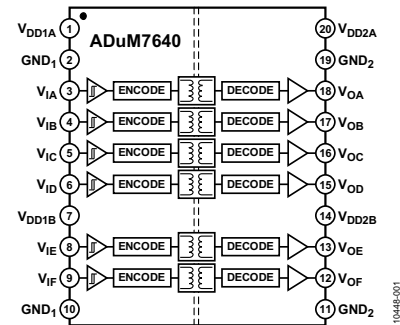 ADuM7640
VDD1A 1 20 VDD2A
GND1 2 19 GND2
VIA 3 ENCODE DECODE 18 VOA
VIB 4 ENCODE DECODE 17 VOB
VIC 5 ENCODE DECODE 16 VOC
VID 6 ENCODE DECODE 15 VOD
VDD1B 7 14 VDD2B
VIE 8 ENCODE DECODE 13 VOE
VIF 9 ENCODE DECODE 12 VOF
GND1 10 11 GND2
10448-001